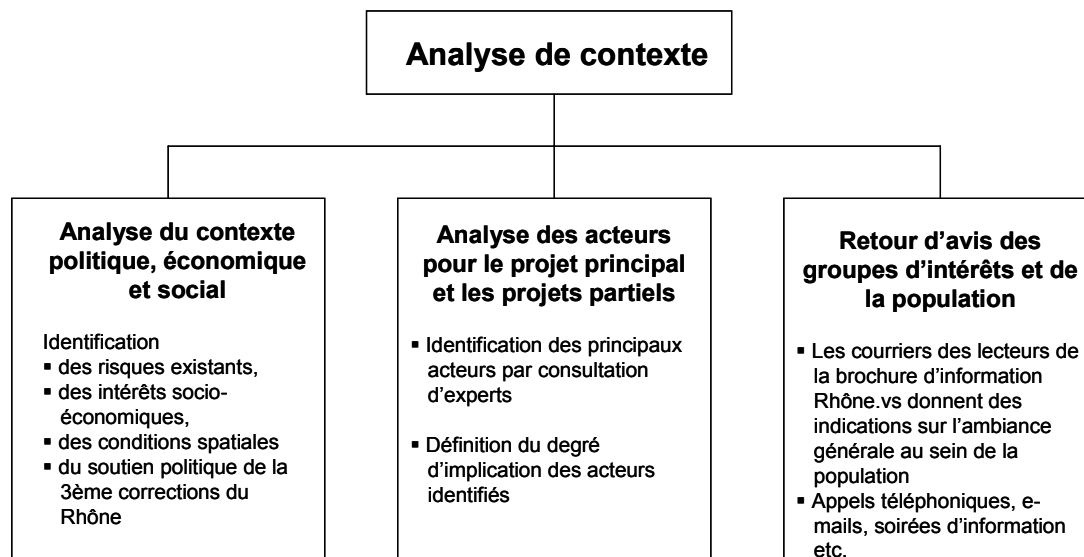 Analyse de contexte
Analyse du contexte
politique, économique
et social
Identification
▪ des risques existants,
▪ des intérêts socio-
économiques,
▪ des conditions spatiales
▪ du soutien politique de la
3ème corrections du
Rhône
Analyse des acteurs
pour le projet principal
et les projets partiels
▪ Identification des principaux
acteurs par consultation
d’experts
▪ Définition du degré
d’implication des acteurs
identifiés
Retour d’avis des
groupes d’intérêts et de
la population
▪ Les courriers des lecteurs de
la brochure d’information
Rhône.vs donnent des
indications sur l’ambiance
générale au sein de la
population
▪ Appels téléphoniques, e-
mails, soirées d’information
etc.